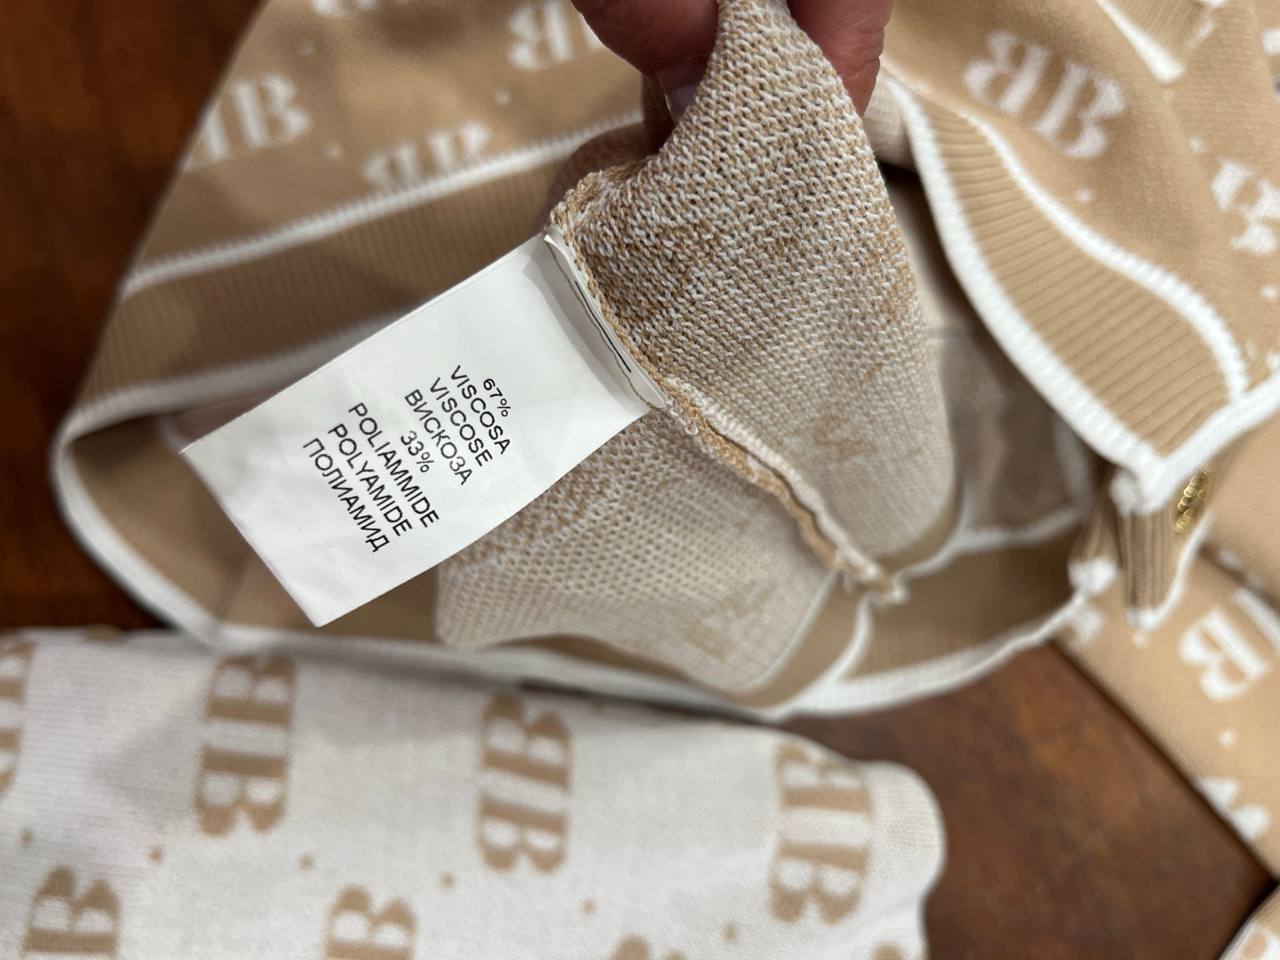 67%
VISCOSA
VISCOSE
ВИСКОЗА
33%
POLIAMMIDE
POLYAMIDE
ПОЛИАМИД